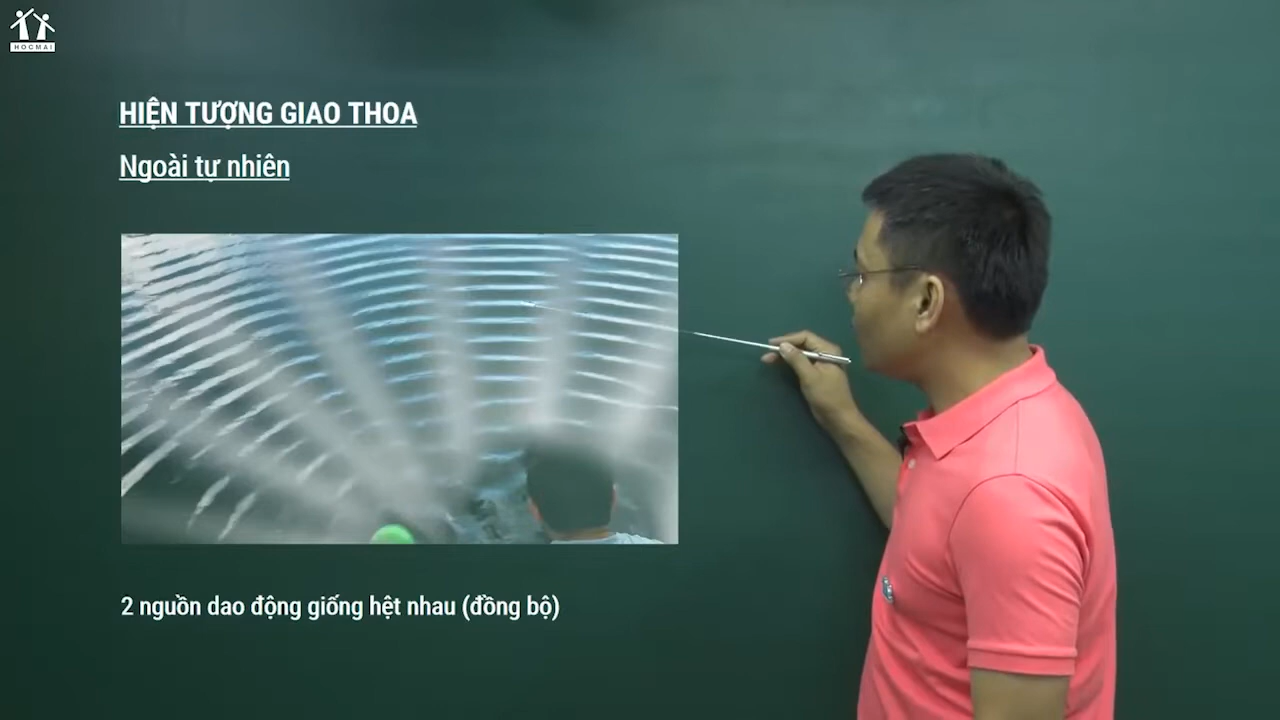 HOCMAI
HIỆN TƯỢNG GIAO THOA
Ngoài tự nhiên
2 nguồn dao động giống hệt nhau (đồng bộ)